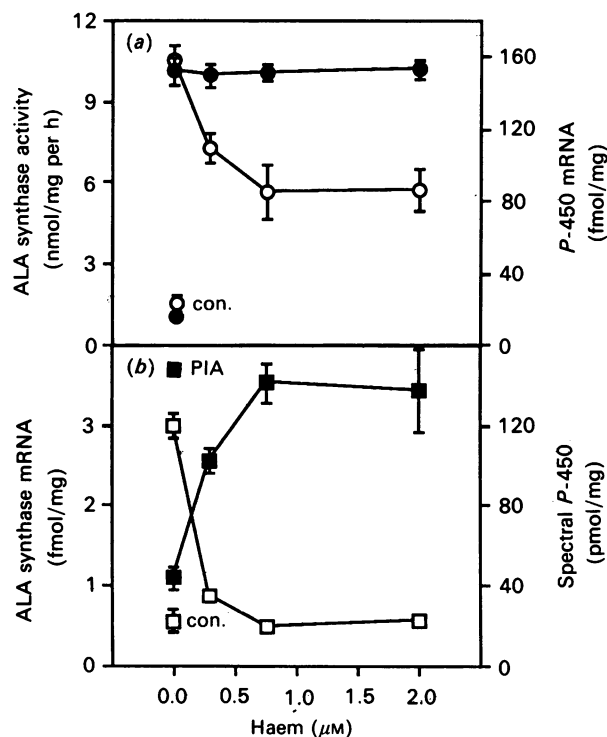 (a)
12
9
6
3
0
ALA synthase activity
(nmol/mg per h)
160
120
80
40
0
P-450 mRNA
(fmol/mg)
con.
(b)
PIA
3
2
1
0
ALA synthase mRNA
(fmol/mg)
120
80
40
0
Spectral P-450
(pmol/mg)
con.
0.0 0.5 1.0 1.5 2.0
Haem (μM)